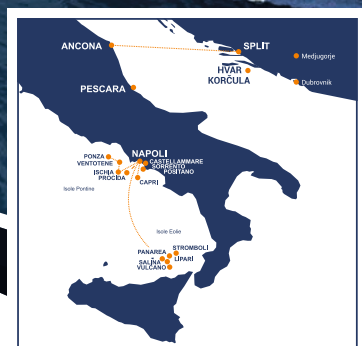 ANCONA
SPLIT
Medjugorje
HVAR
KORČULA
Dubrovnik
PESCARA
NAPOLI
PONZA
VENTOTENE
CASTELLAMMARE
SORRENTO
POSITANO
ISCHIA
PROCIDA
CAPRI
Isole Pontine
Isole Eolie
STROMBOLI
PANAREA
LIPARI
SALINA
VULCANO